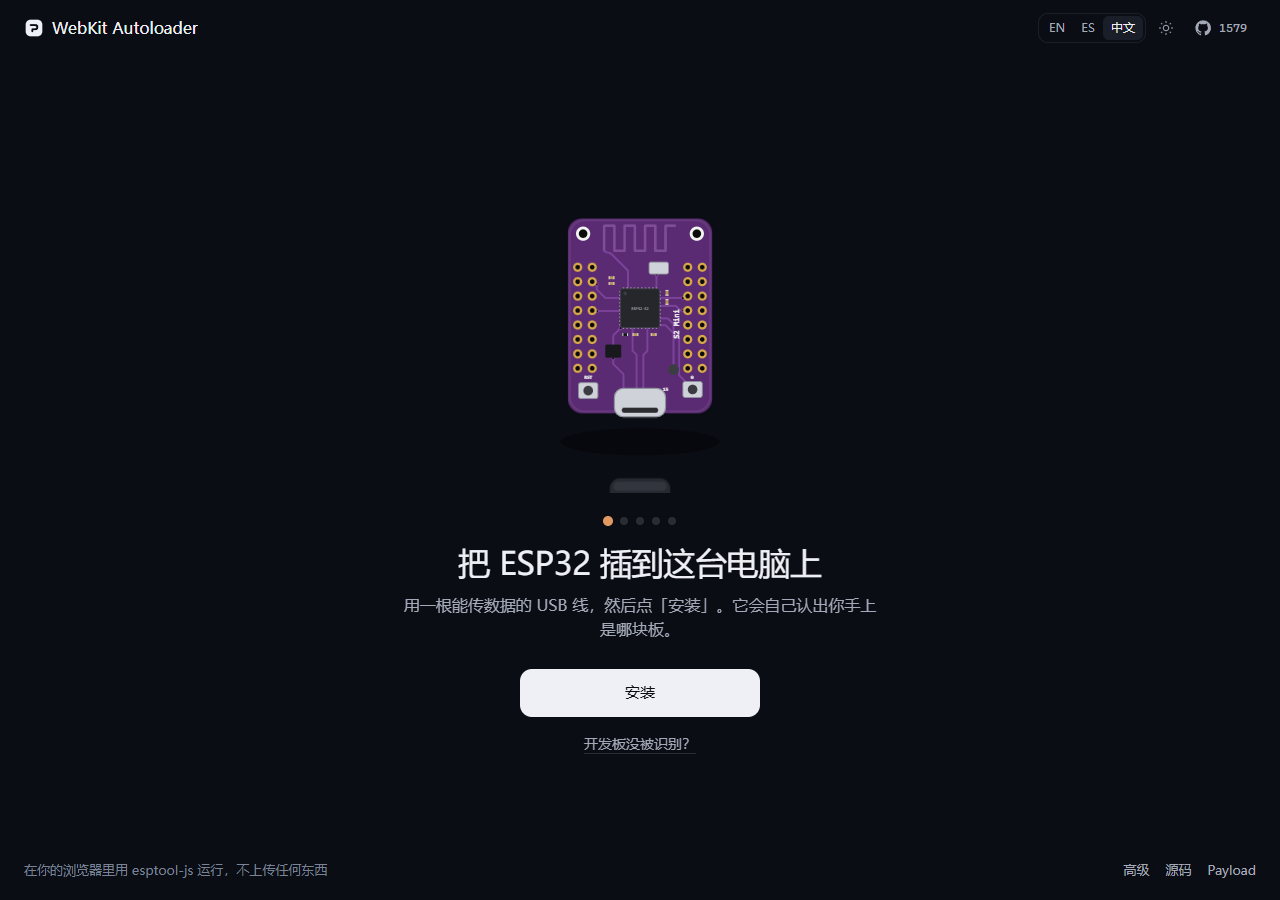 WebKit Autoloader
EN ES 中文
1579
ESP32-S2
S2 Mini
RST
0
把 ESP32 插到这台电脑上
用一根能传数据的 USB 线，然后点「安装」。它会自己认出你手上
是哪块板。
安装
开发板没被识别？
在你的浏览器里用 esptool-js 运行，不上传任何东西
高级 源码 Payload